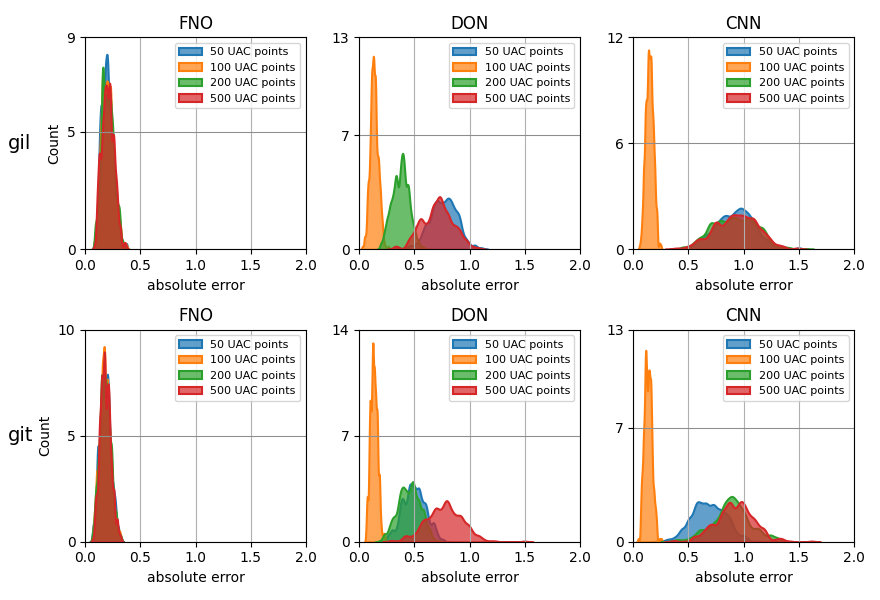 FNO
DON
CNN
9
5
0
13
7
0
12
6
0
50 UAC points
100 UAC points
200 UAC points
500 UAC points
50 UAC points
100 UAC points
200 UAC points
500 UAC points
50 UAC points
100 UAC points
200 UAC points
500 UAC points
gil
Count
0.0 0.5 1.0 1.5 2.0
0.0 0.5 1.0 1.5 2.0
0.0 0.5 1.0 1.5 2.0
absolute error
absolute error
absolute error
FNO
DON
CNN
10
5
0
14
7
0
13
7
0
50 UAC points
100 UAC points
200 UAC points
500 UAC points
50 UAC points
100 UAC points
200 UAC points
500 UAC points
50 UAC points
100 UAC points
200 UAC points
500 UAC points
git
Count
0.0 0.5 1.0 1.5 2.0
0.0 0.5 1.0 1.5 2.0
0.0 0.5 1.0 1.5 2.0
absolute error
absolute error
absolute error